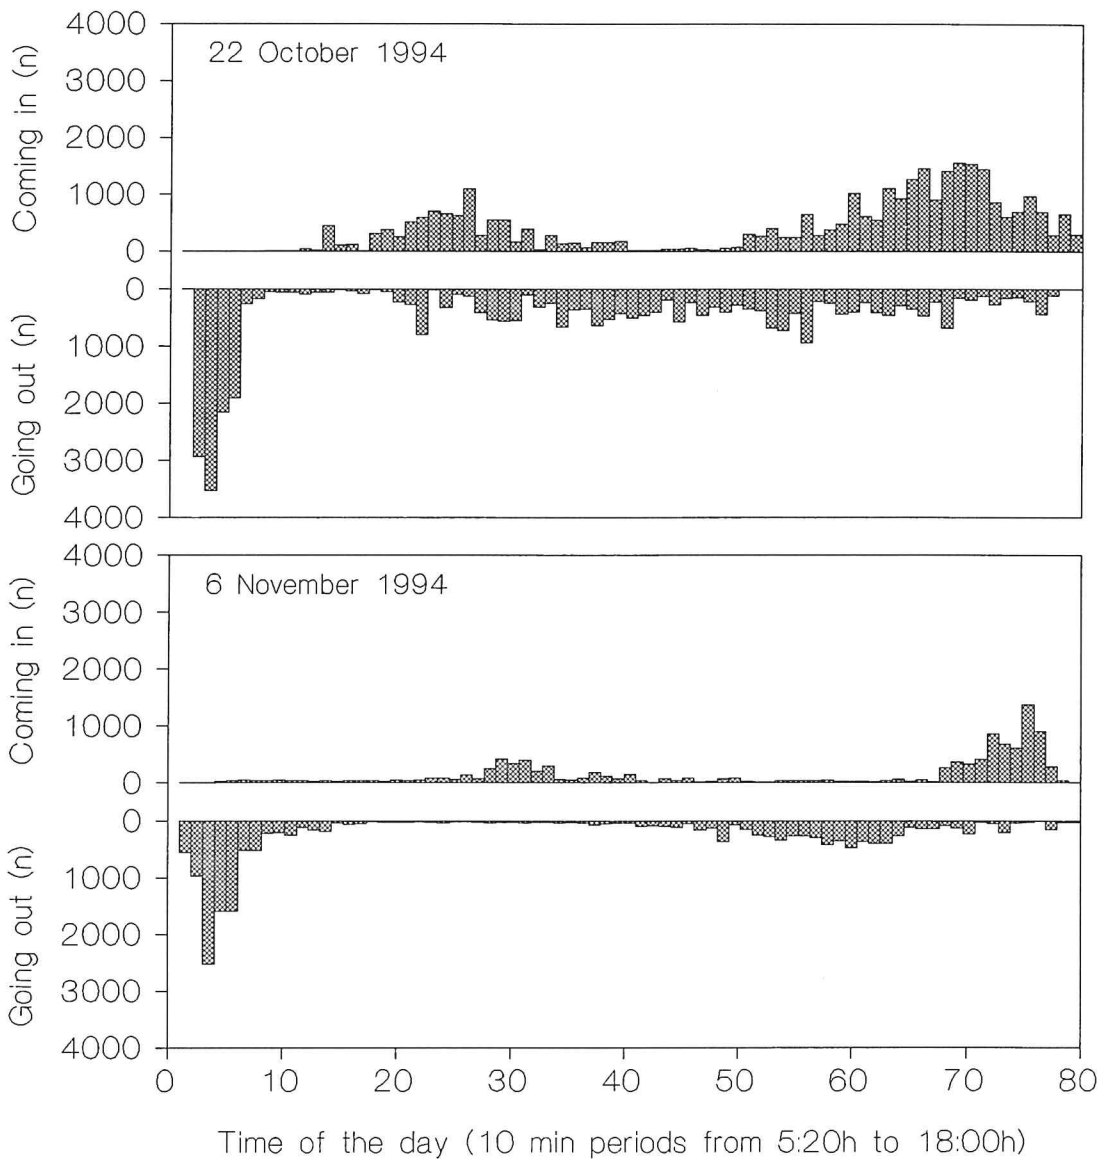 4000
3000
2000
1000
0
Coming in (n)
22 October 1994
0
1000
2000
3000
4000
Going out (n)
4000
3000
2000
1000
0
Coming in (n)
6 November 1994
0
1000
2000
3000
4000
Going out (n)
0 10 20 30 40 50 60 70 80
Time of the day (10 min periods from 5:20h to 18:00h)